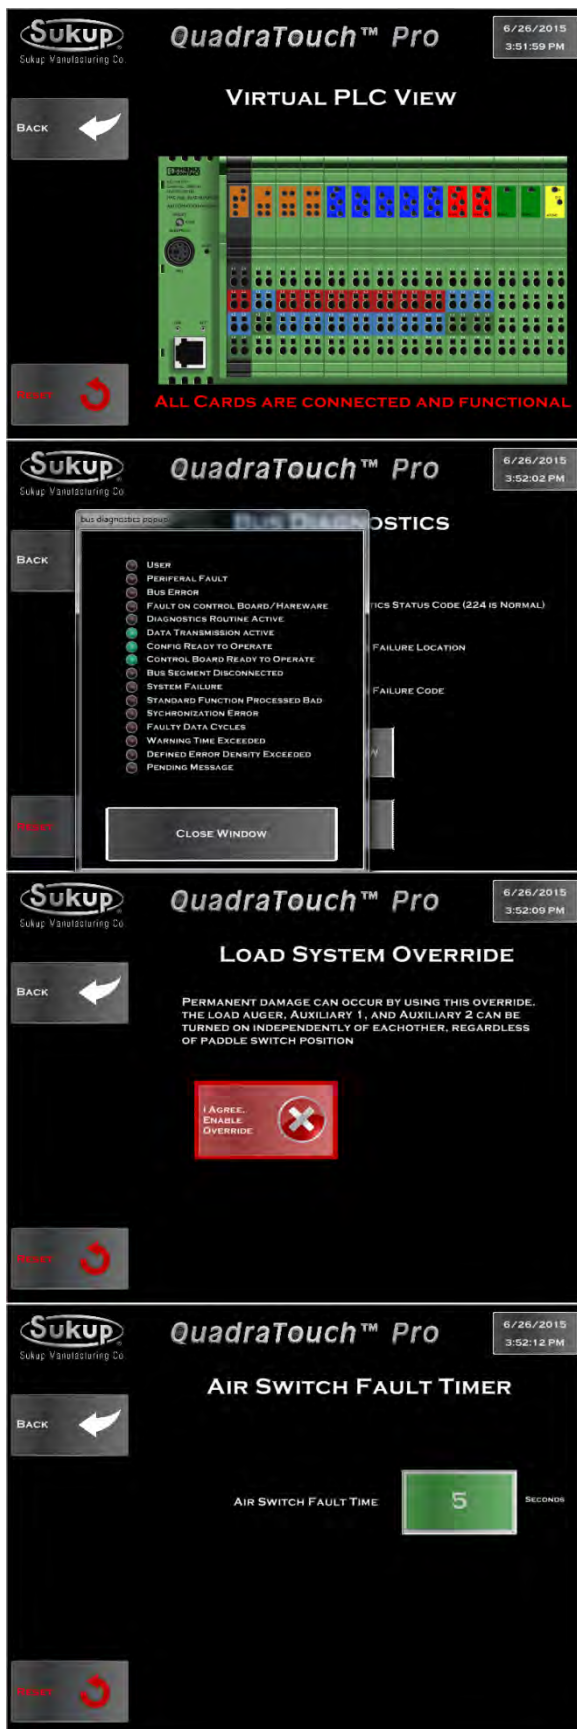 Sukup
Sukup Manufacturing Co.
QuadraTouch™ Pro
6/26/2015
3:51:59 PM
Virtual PLC View
Back
Reset
All Cards are connected and functional
Sukup
Sukup Manufacturing Co.
QuadraTouch™ Pro
6/26/2015
3:52:02 PM
bus diagnostics popup
Bus Diagnostics
Back
User
Periferal Fault
Bus Error
Fault on control Board/Hareware
Diagnostics Routine Active
Data Transmission active
Config Ready to Operate
Control Board Ready to Operate
Bus Segment Disconnected
System Failure
Standard Function Processed Bad
Sychronization Error
Faulty Data Cycles
Warning Time Exceeded
Defined Error Density Exceeded
Pending Message
tics Status Code (224 is Normal)
Failure Location
Failure Code
W
Reset
Close Window
Sukup
Sukup Manufacturing Co.
QuadraTouch™ Pro
6/26/2015
3:52:09 PM
Load System Override
Back
Permanent damage can occur by using this override.
The load auger, Auxiliary 1, and Auxiliary 2 can be
turned on independently of eachother, regardless
of paddle switch position
I Agree,
Enable
Override
Reset
Sukup
Sukup Manufacturing Co.
QuadraTouch™ Pro
6/26/2015
3:52:12 PM
Air Switch Fault Timer
Back
Air Switch Fault Time
5
Seconds
Reset